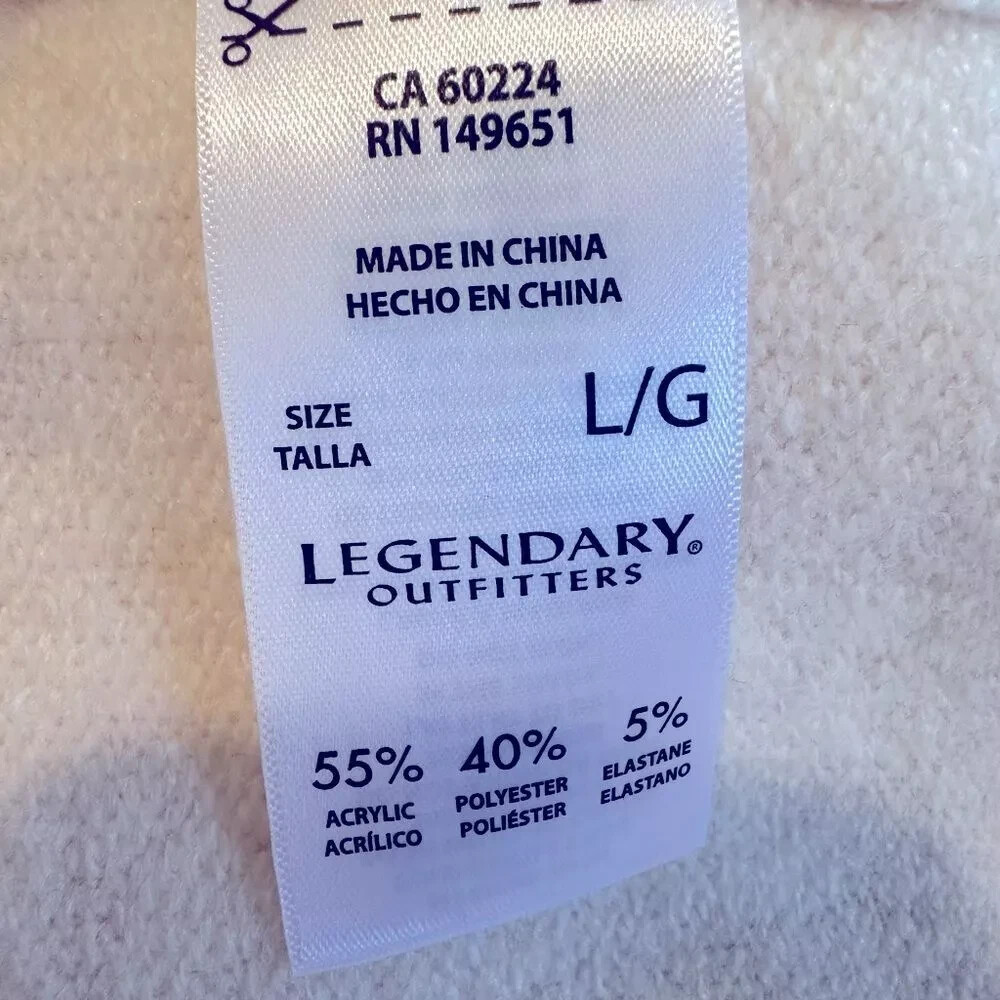 CA 60224
RN 149651
MADE IN CHINA
HECHO EN CHINA
SIZE
TALLA
L/G
LEGENDARY®
OUTFITTERS
55%
ACRYLIC
ACRÍLICO
40%
POLYESTER
POLIÉSTER
5%
ELASTANE
ELASTANO